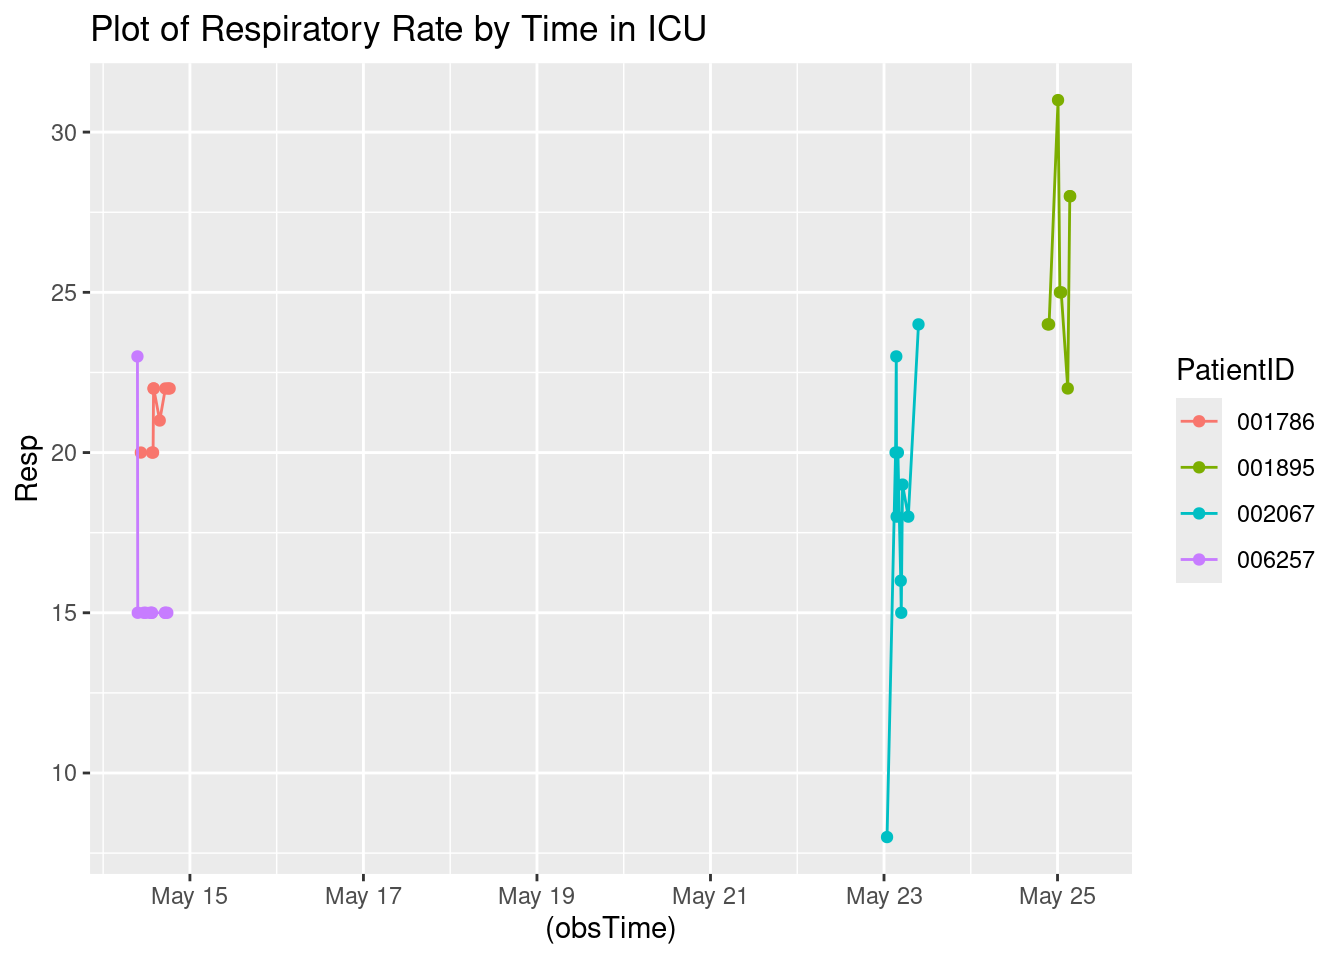 Plot of Respiratory Rate by Time in ICU
30
25
20
15
10
Resp
May 15
May 17
May 19
May 21
May 23
May 25
(obsTime)
PatientID
001786
001895
002067
006257